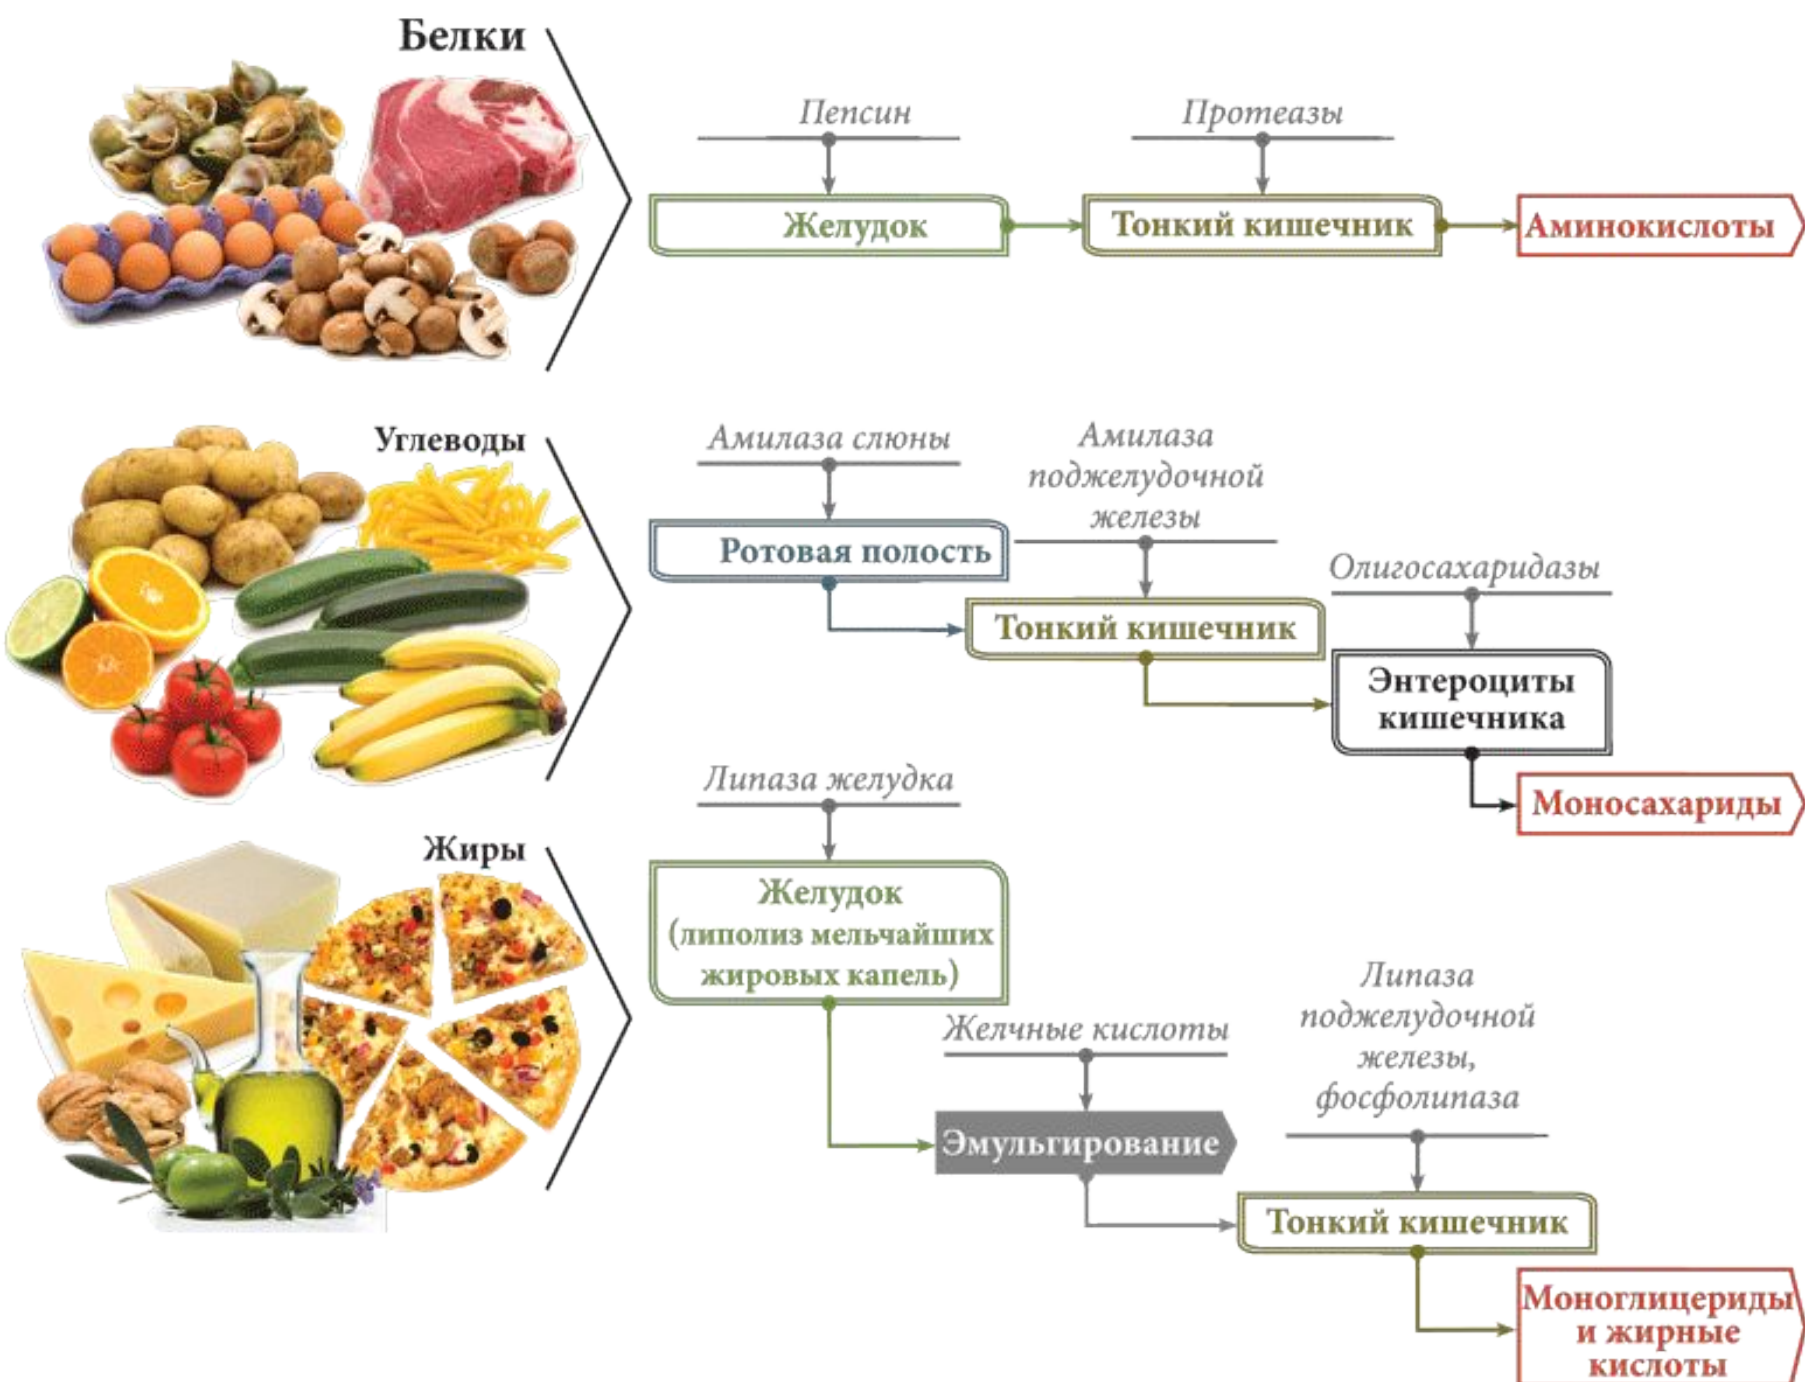 Белки
Пепсин
Протеазы
Желудок
Тонкий кишечник
Аминокислоты
Углеводы
Амилаза слюны
Амилаза
поджелудочной
железы
Ротовая полость
Олигосахаридазы
Тонкий кишечник
Энтероциты
кишечника
Моносахариды
Жиры
Липаза желудка
Желудок
(липолиз мельчайших
жировых капель)
Желчные кислоты
Липаза
поджелудочной
железы,
фосфолипаза
Эмульгирование
Тонкий кишечник
Моноглицериды
и жирные
кислоты